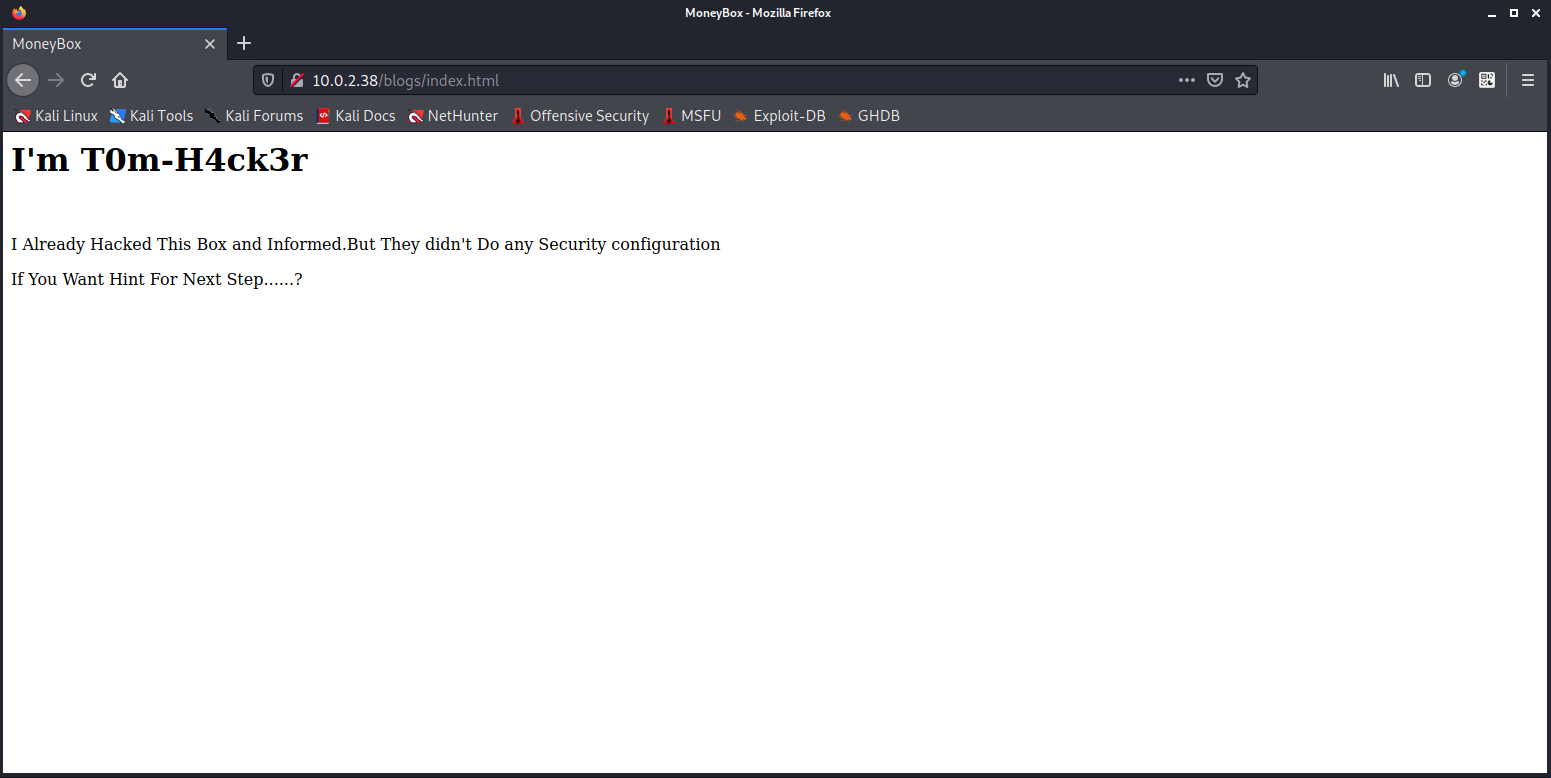 MoneyBox - Mozilla Firefox
MoneyBox
10.0.2.38/blogs/index.html
Kali Linux Kali Tools Kali Forums Kali Docs NetHunter Offensive Security MSFU Exploit-DB GHDB
I'm T0m-H4ck3r
I Already Hacked This Box and Informed.But They didn't Do any Security configuration
If You Want Hint For Next Step......?